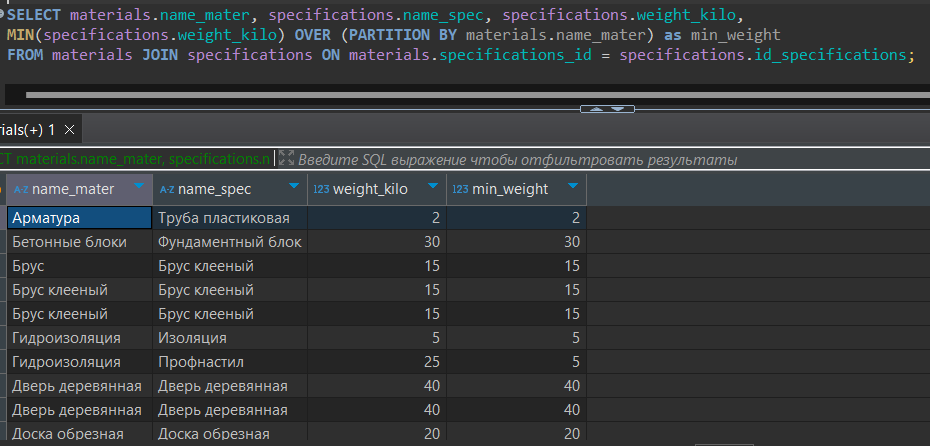 SELECT materials.name_mater, specifications.name_spec, specifications.weight_kilo,
MIN(specifications.weight_kilo) OVER (PARTITION BY materials.name_mater) as min_weight
FROM materials JOIN specifications ON materials.specifications_id = specifications.id_specifications;
rials(+) 1
CT materials.name_mater, specifications.n Введите SQL выражение чтобы отфильтровать результаты
A-Z name_mater A-Z name_spec 123 weight_kilo 123 min_weight
Арматура Труба пластиковая 2 2
Бетонные блоки Фундаментный блок 30 30
Брус Брус клееный 15 15
Брус клееный Брус клееный 15 15
Брус клееный Брус клееный 15 15
Гидроизоляция Изоляция 5 5
Гидроизоляция Профнастил 25 5
Дверь деревянная Дверь деревянная 40 40
Дверь деревянная Дверь деревянная 40 40
Доска обрезная Доска обрезная 20 20